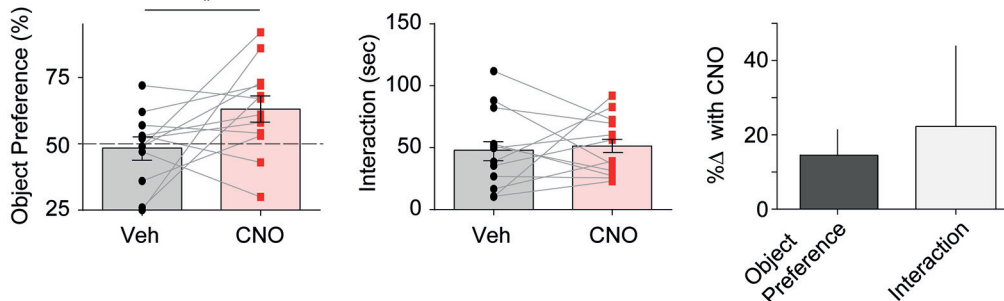 Object Preference (%)
75
50
25
Veh
CNO
Interaction (sec)
150
100
50
0
Veh
CNO
%Δ with CNO
40
20
0
Object
Preference
Interaction